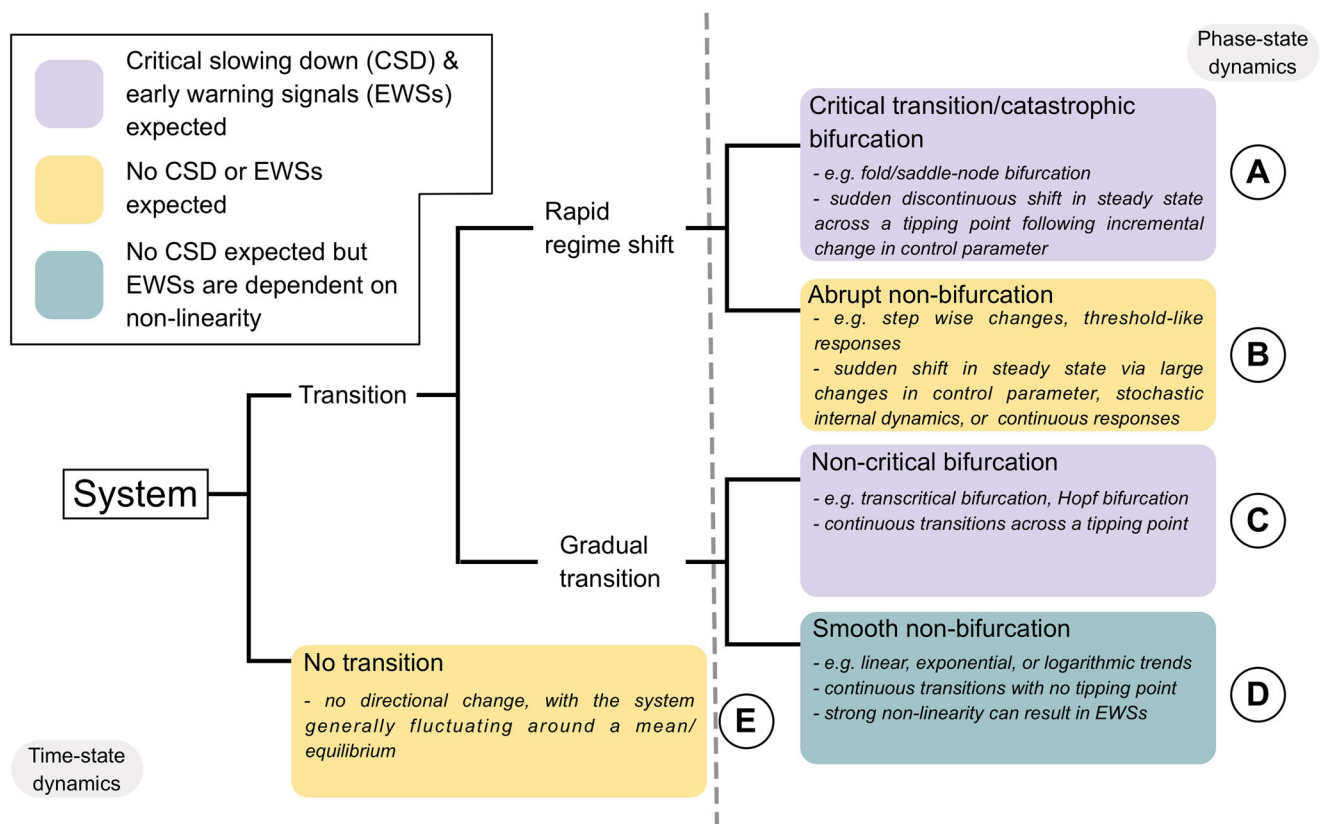 Critical slowing down (CSD) &
early warning signals (EWSs)
expected
No CSD or EWSs
expected
No CSD expected but
EWSs are dependent on
non-linearity
Phase-state
dynamics
Critical transition/catastrophic
bifurcation
- e.g. fold/saddle-node bifurcation
- sudden discontinuous shift in steady state
across a tipping point following incremental
change in control parameter
A
Rapid
regime shift
Abrupt non-bifurcation
- e.g. step wise changes, threshold-like
responses
- sudden shift in steady state via large
changes in control parameter, stochastic
internal dynamics, or continuous responses
B
Transition
System
Non-critical bifurcation
- e.g. transcritical bifurcation, Hopf bifurcation
- continuous transitions across a tipping point
C
Gradual
transition
Smooth non-bifurcation
- e.g. linear, exponential, or logarithmic trends
- continuous transitions with no tipping point
- strong non-linearity can result in EWSs
D
No transition
- no directional change, with the system
generally fluctuating around a mean/
equilibrium
E
Time-state
dynamics